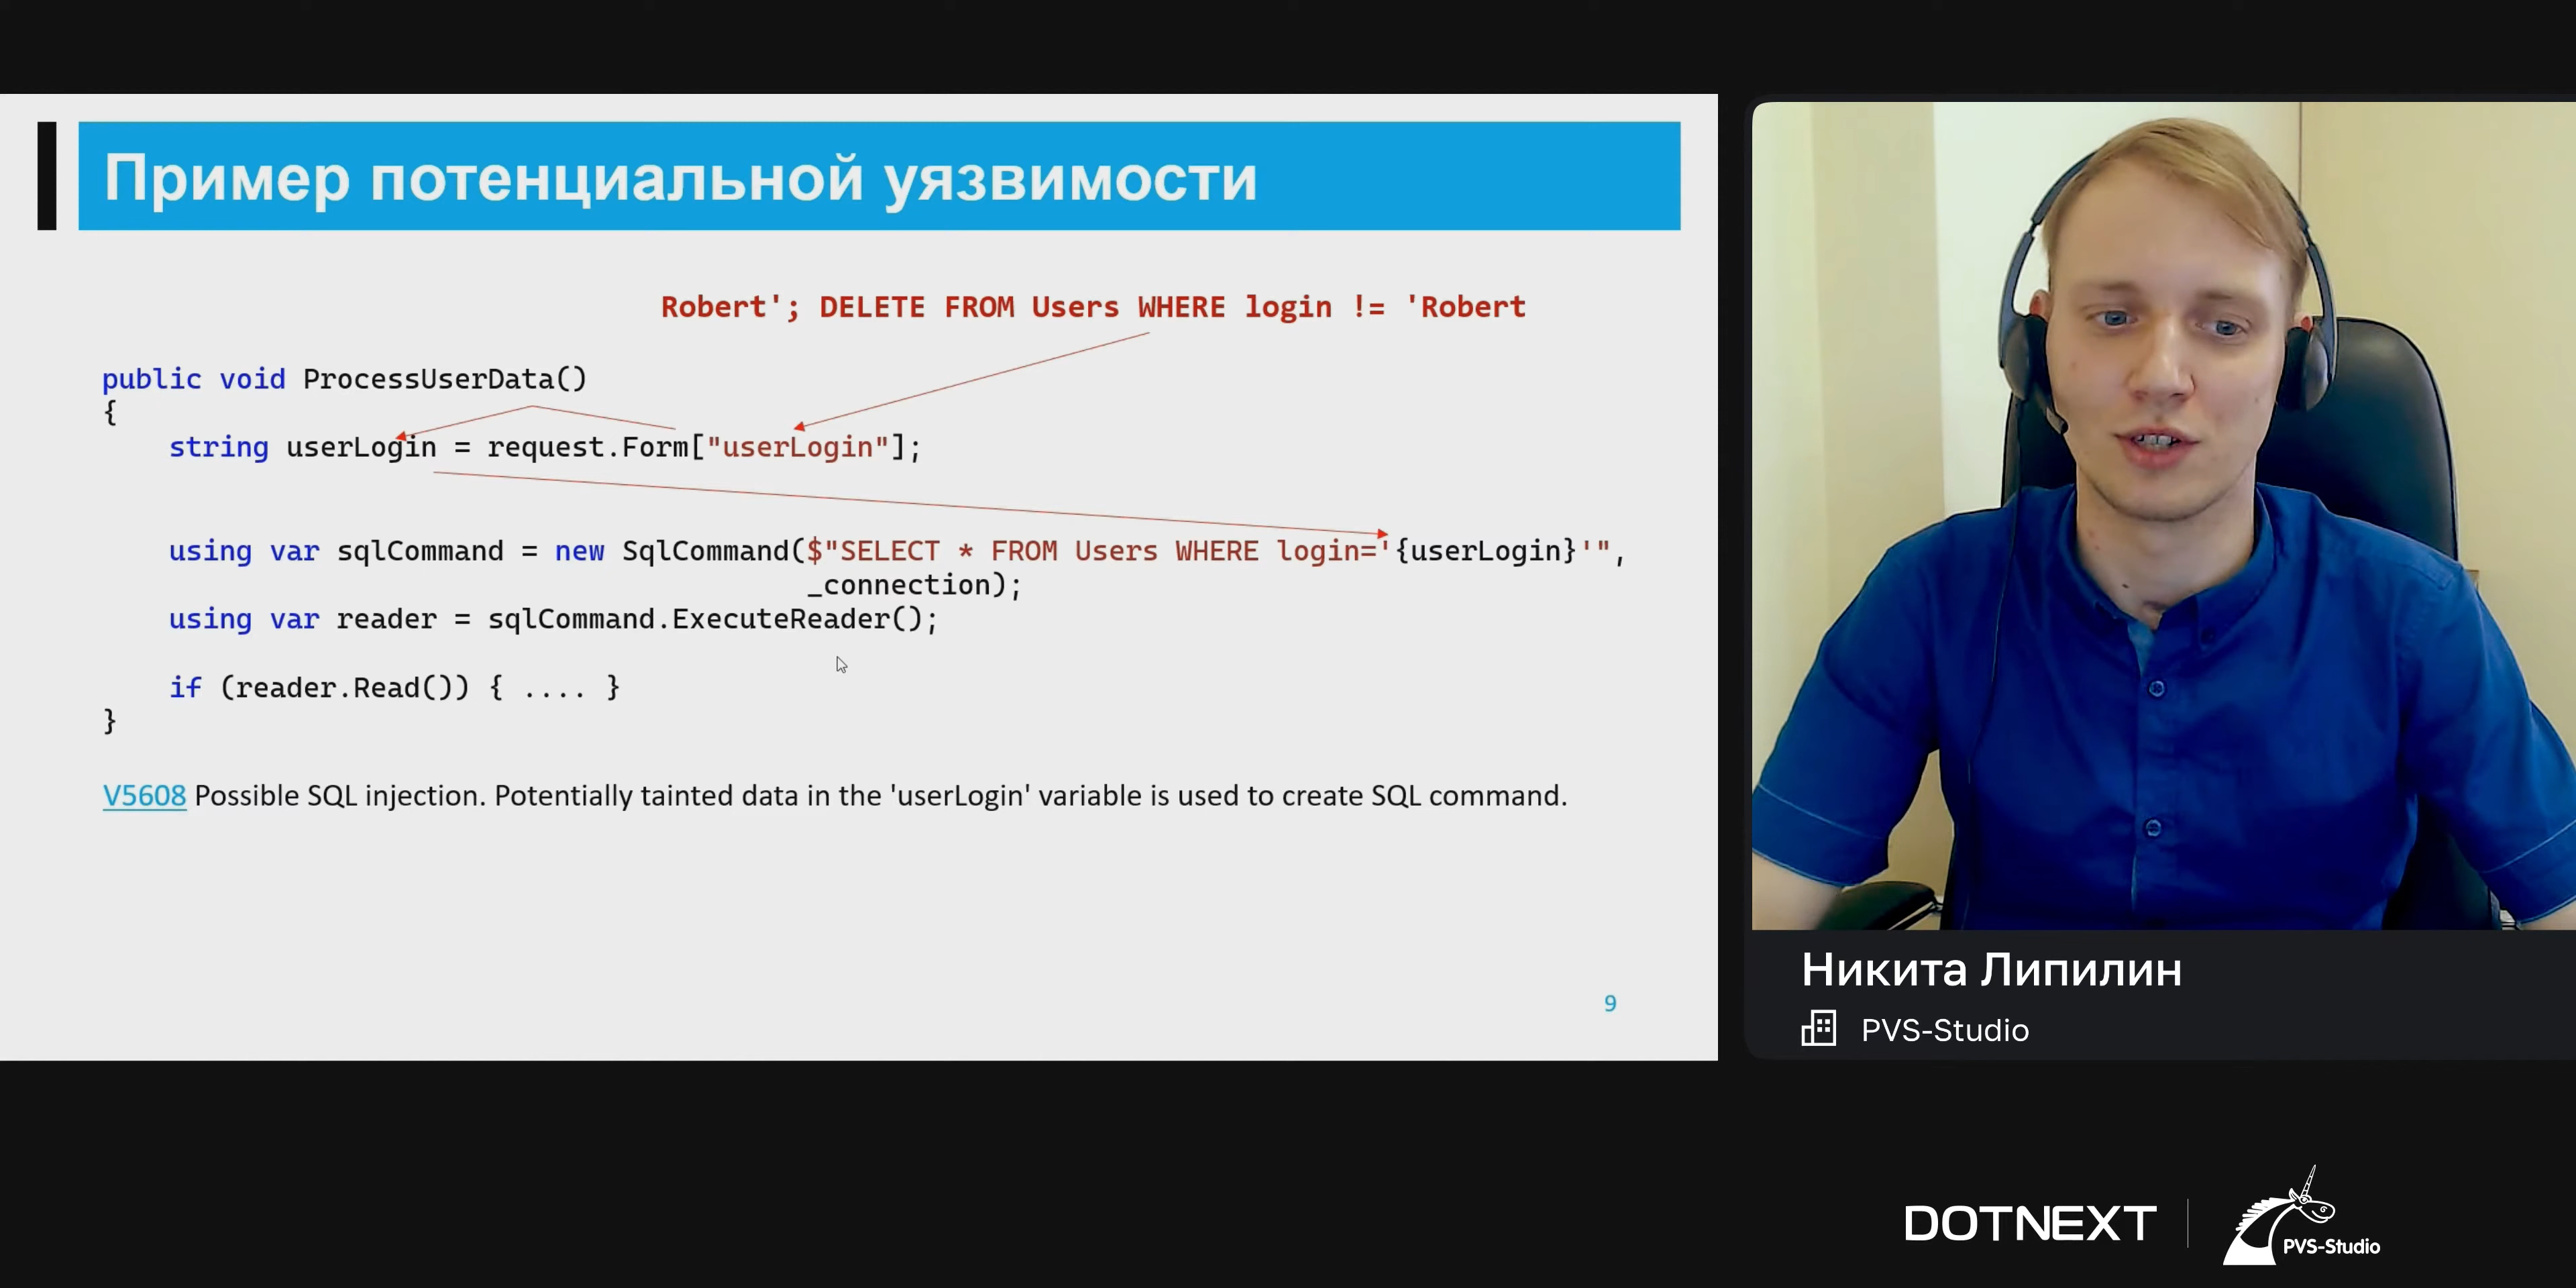 Пример потенциальной уязвимости
Robert'; DELETE FROM Users WHERE login != 'Robert
public void ProcessUserData()
{
string userLogin = request.Form["userLogin"];
using var sqlCommand = new SqlCommand($"SELECT * FROM Users WHERE login='{userLogin}'",
_connection);
using var reader = sqlCommand.ExecuteReader();
if (reader.Read()) { .... }
}
V5608 Possible SQL injection. Potentially tainted data in the 'userLogin' variable is used to create SQL command.
9
Никита Липилин
PVS-Studio
DOTNEXT
PVS-Studio